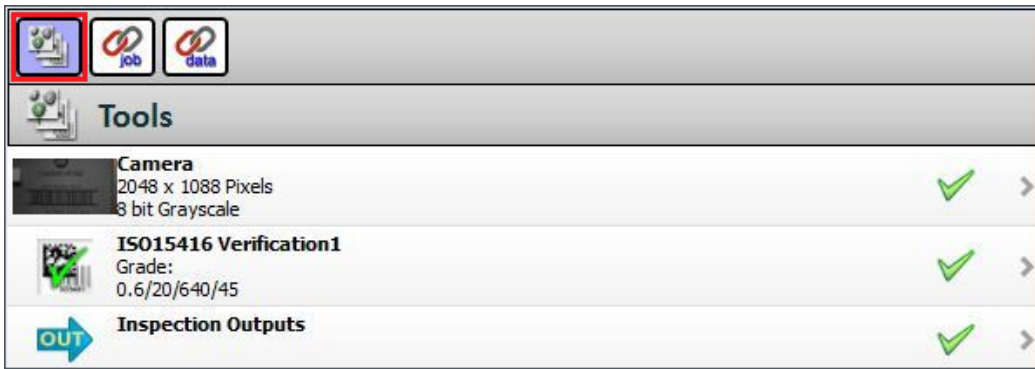 job
data
Tools
Camera
2048 x 1088 Pixels
8 bit Grayscale
ISO15416 Verification1
Grade:
0.6/20/640/45
OUT
Inspection Outputs